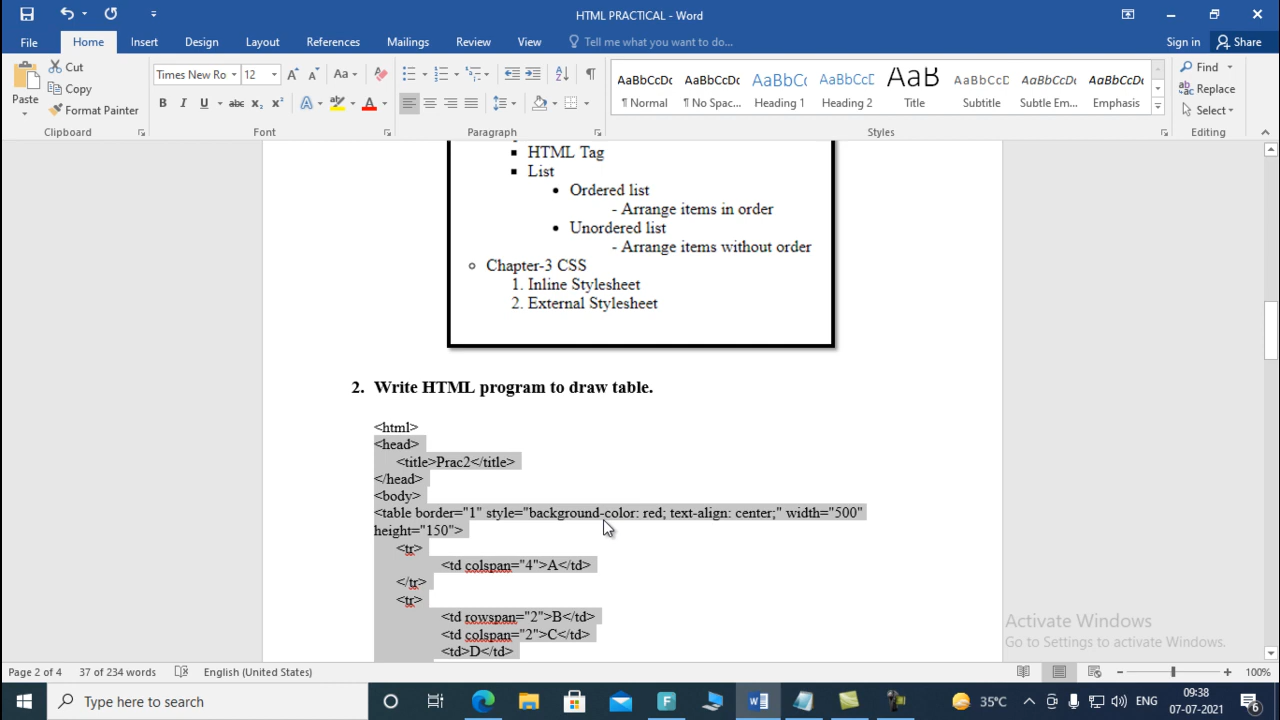 HTML PRACTICAL - Word
File Home Insert Design Layout References Mailings Review View Tell me what you want to do... Sign in Share
Paste
Cut
Copy
Format Painter
Clipboard
Times New Ro 12 Aa
B I U abc x₂ x² A A
Font
Paragraph
AaBbCcDc AaBbCcDc AaBbCc AaBbCcC AaB AaBbCcC AaBbCcDc AaBbCcDc
¶ Normal ¶ No Spac... Heading Heading 2 Title Subtitle Subtle Em... Emphasis
Styles
Find
Replace
Select
Editing
▪ HTML Tag
▪ List
• Ordered list
- Arrange items in order
• Unordered list
- Arrange items without order
○ Chapter-3 CSS
1. Inline Stylesheet
2. External Stylesheet
2. Write HTML program to draw table.
<html>
<head>
<title>Prac2</title>
</head>
<body>
<table border="1" style="background-color: red; text-align: center;" width="500"
height="150">
<tr>
<td colspan="4">A</td>
</tr>
<tr>
<td rowspan="2">B</td>
<td colspan="2">C</td>
<td>D</td>
Activate Windows
Go to Settings to activate Windows.
Page 2 of 4 37 of 234 words English (United States) 100%
Type here to search
35°C ENG
09:38
07-07-2021
6